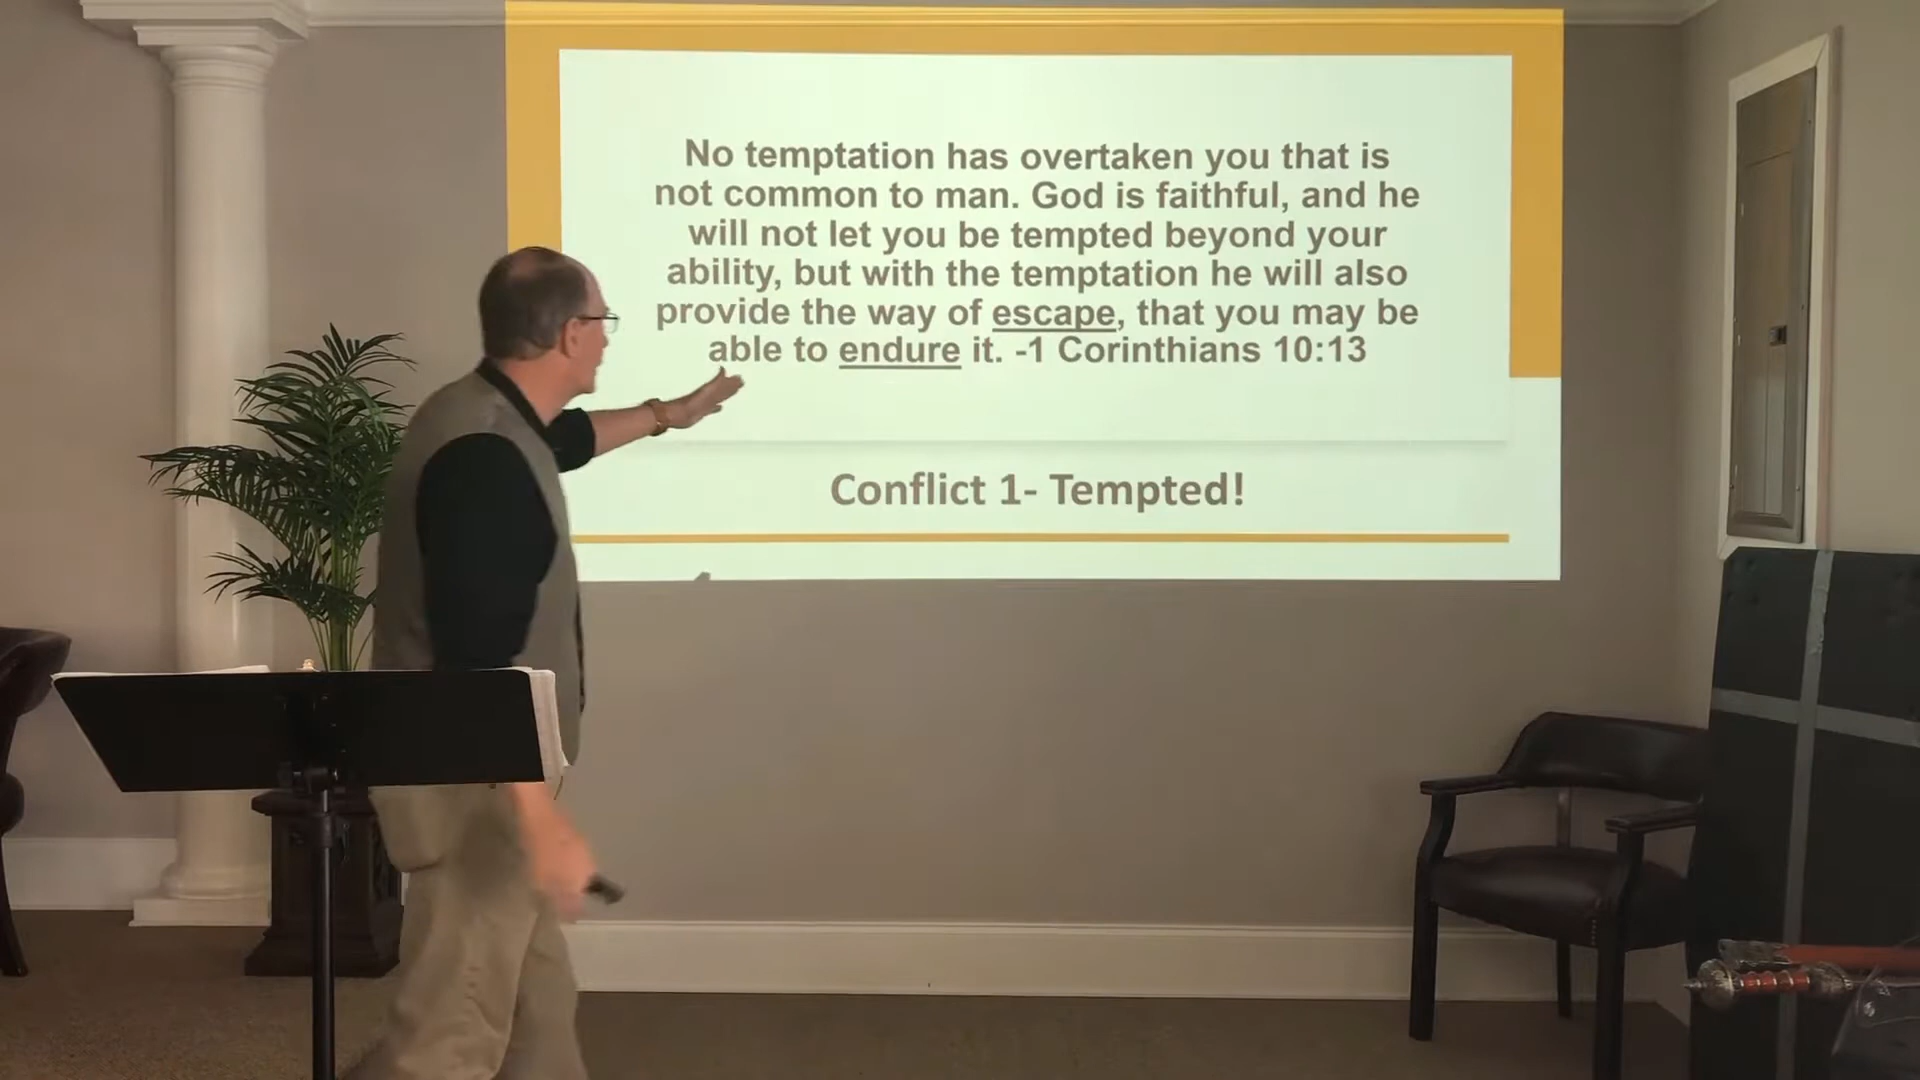 No temptation has overtaken you that is
not common to man. God is faithful, and he
will not let you be tempted beyond your
ability, but with the temptation he will also
provide the way of escape, that you may be
able to endure it. -1 Corinthians 10:13
Conflict 1- Tempted!